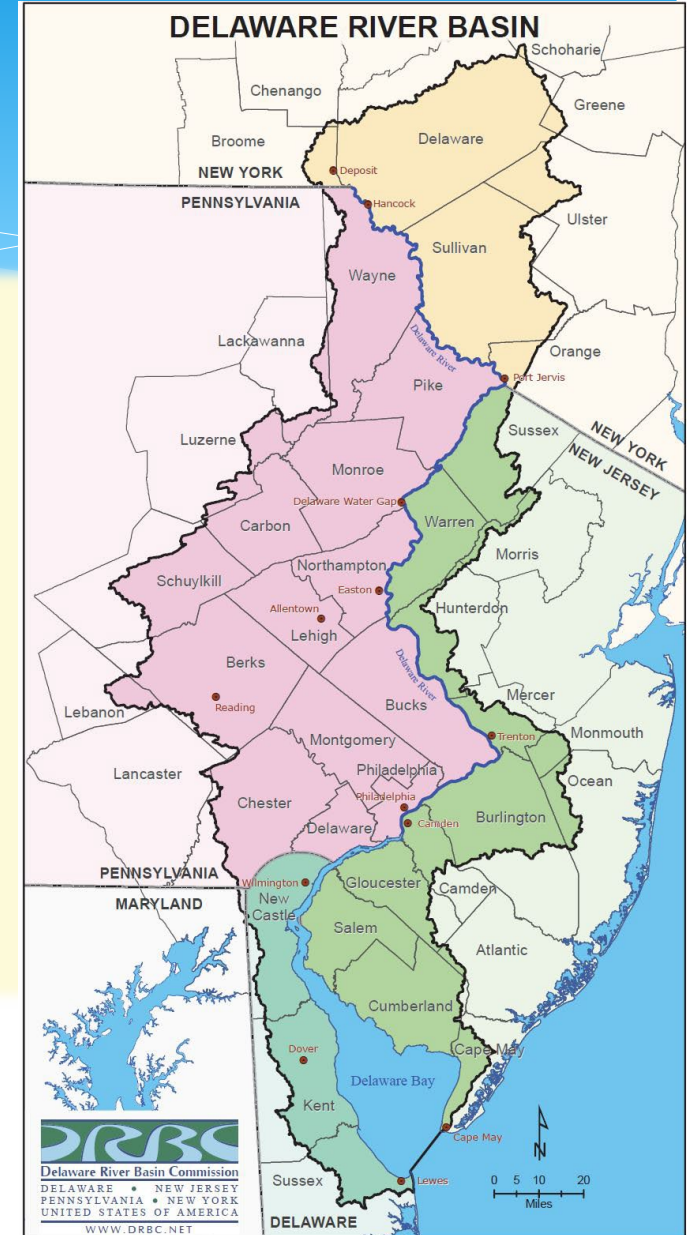 DELAWARE RIVER BASIN
Schoharie
Chenango
Greene
Delaware
Broome
Deposit
NEW YORK
PENNSYLVANIA
Hancock
Ulster
Sullivan
Wayne
Delaware
River
Lackawanna
Orange
Port Jervis
Pike
Sussex
Luzerne
NEW YORK
NEW JERSEY
Monroe
Delaware Water Gap
Warren
Carbon
Morris
Northampton
Schuylkill
Easton
Allentown
Hunterdon
Lehigh
Berks
Delaware River
Mercer
Reading
Bucks
Lebanon
Trenton
Monmouth
Montgomery
Lancaster
Philadelphia
Ocean
Chester
Philadelphia
Burlington
Camden
Delaware
PENNSYLVANIA
Wilmington
Gloucester
Camden
MARYLAND
New
Castle
Salem
Atlantic
Cumberland
Dover
Cape May
Delaware Bay
Kent
Cape May
N
DRBC
Delaware River Basin Commission
DELAWARE • NEW JERSEY
PENNSYLVANIA • NEW YORK
UNITED STATES OF AMERICA
WWW.DRBC.NET
Sussex
Lewes
0 5 10 20
Miles
DELAWARE